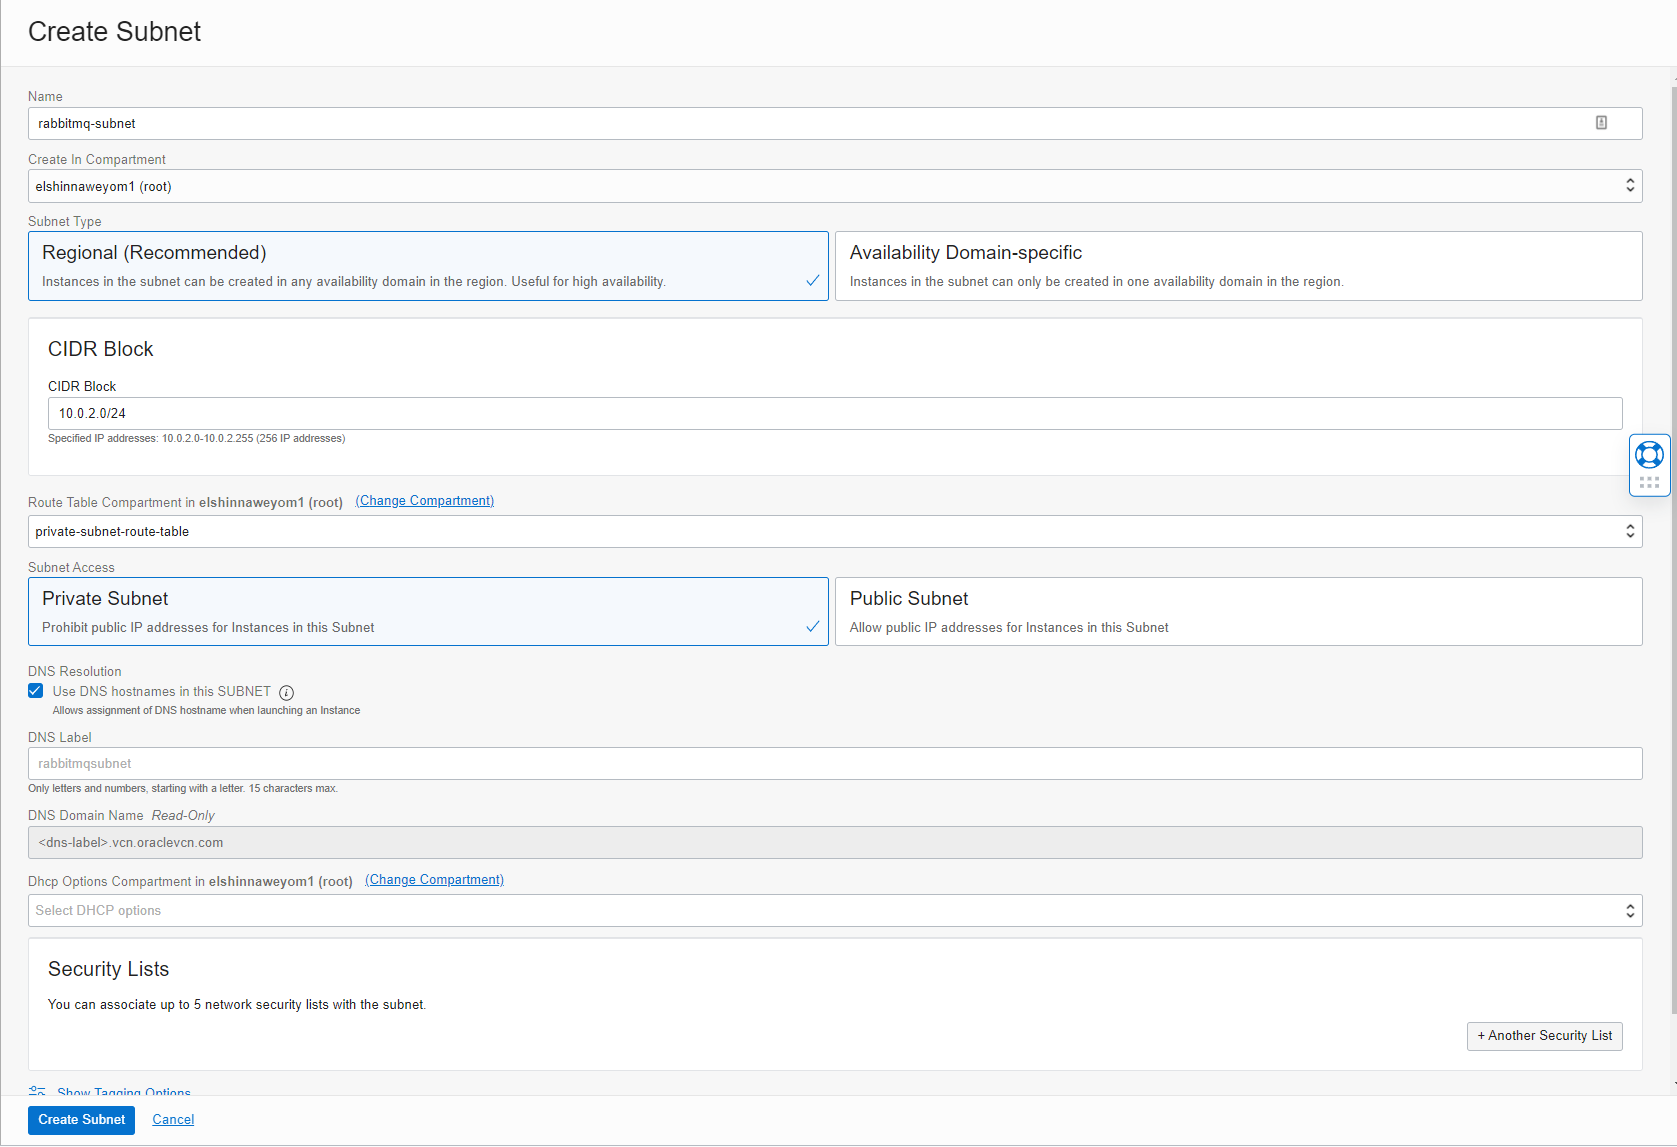 Create Subnet
Name
rabbitmq-subnet
Create In Compartment
elshinnaweyom1 (root)
Subnet Type
Regional (Recommended)
Instances in the subnet can be created in any availability domain in the region. Useful for high availability.
Availability Domain-specific
Instances in the subnet can only be created in one availability domain in the region.
CIDR Block
CIDR Block
10.0.2.0/24
Specified IP addresses: 10.0.2.0-10.0.2.255 (256 IP addresses)
Route Table Compartment in elshinnaweyom1 (root) (Change Compartment)
private-subnet-route-table
Subnet Access
Private Subnet
Prohibit public IP addresses for Instances in this Subnet
Public Subnet
Allow public IP addresses for Instances in this Subnet
DNS Resolution
Use DNS hostnames in this SUBNET
Allows assignment of DNS hostname when launching an Instance
DNS Label
rabbitmqsubnet
Only letters and numbers, starting with a letter. 15 characters max.
DNS Domain Name Read-Only
<dns-label>.vcn.oraclevcn.com
Dhcp Options Compartment in elshinnaweyom1 (root) (Change Compartment)
Select DHCP options
Security Lists
You can associate up to 5 network security lists with the subnet.
+ Another Security List
Show Tagging Options
Create Subnet Cancel